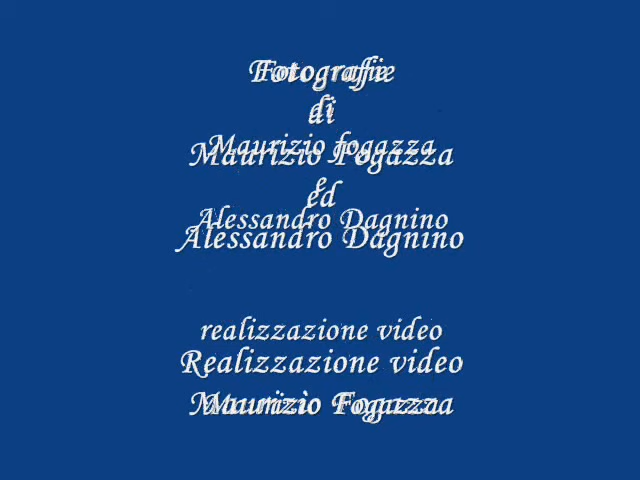 Fotografie
di
Maurizio fogazza
Maurizio Fogazza
e
ed
Alessandro Dagnino
Alessandro Dagnino
realizzazione video
Realizzazione video
Maurizio Fogazza